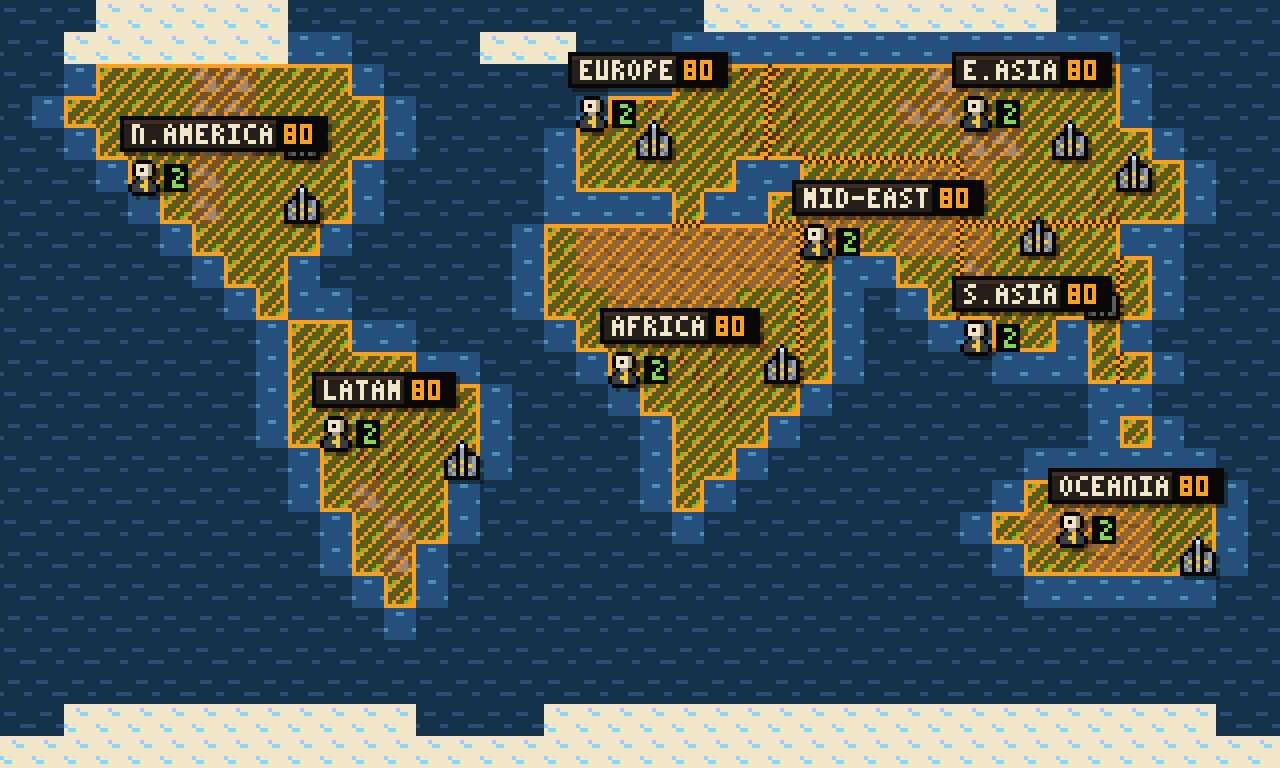 EUROPE 80
E.ASIA 80
2
2
N.AMERICA 80
2
MID-EAST 80
2
S.ASIA 80
AFRICA 80
2
2
LATAM 80
2
OCEANIA 80
2